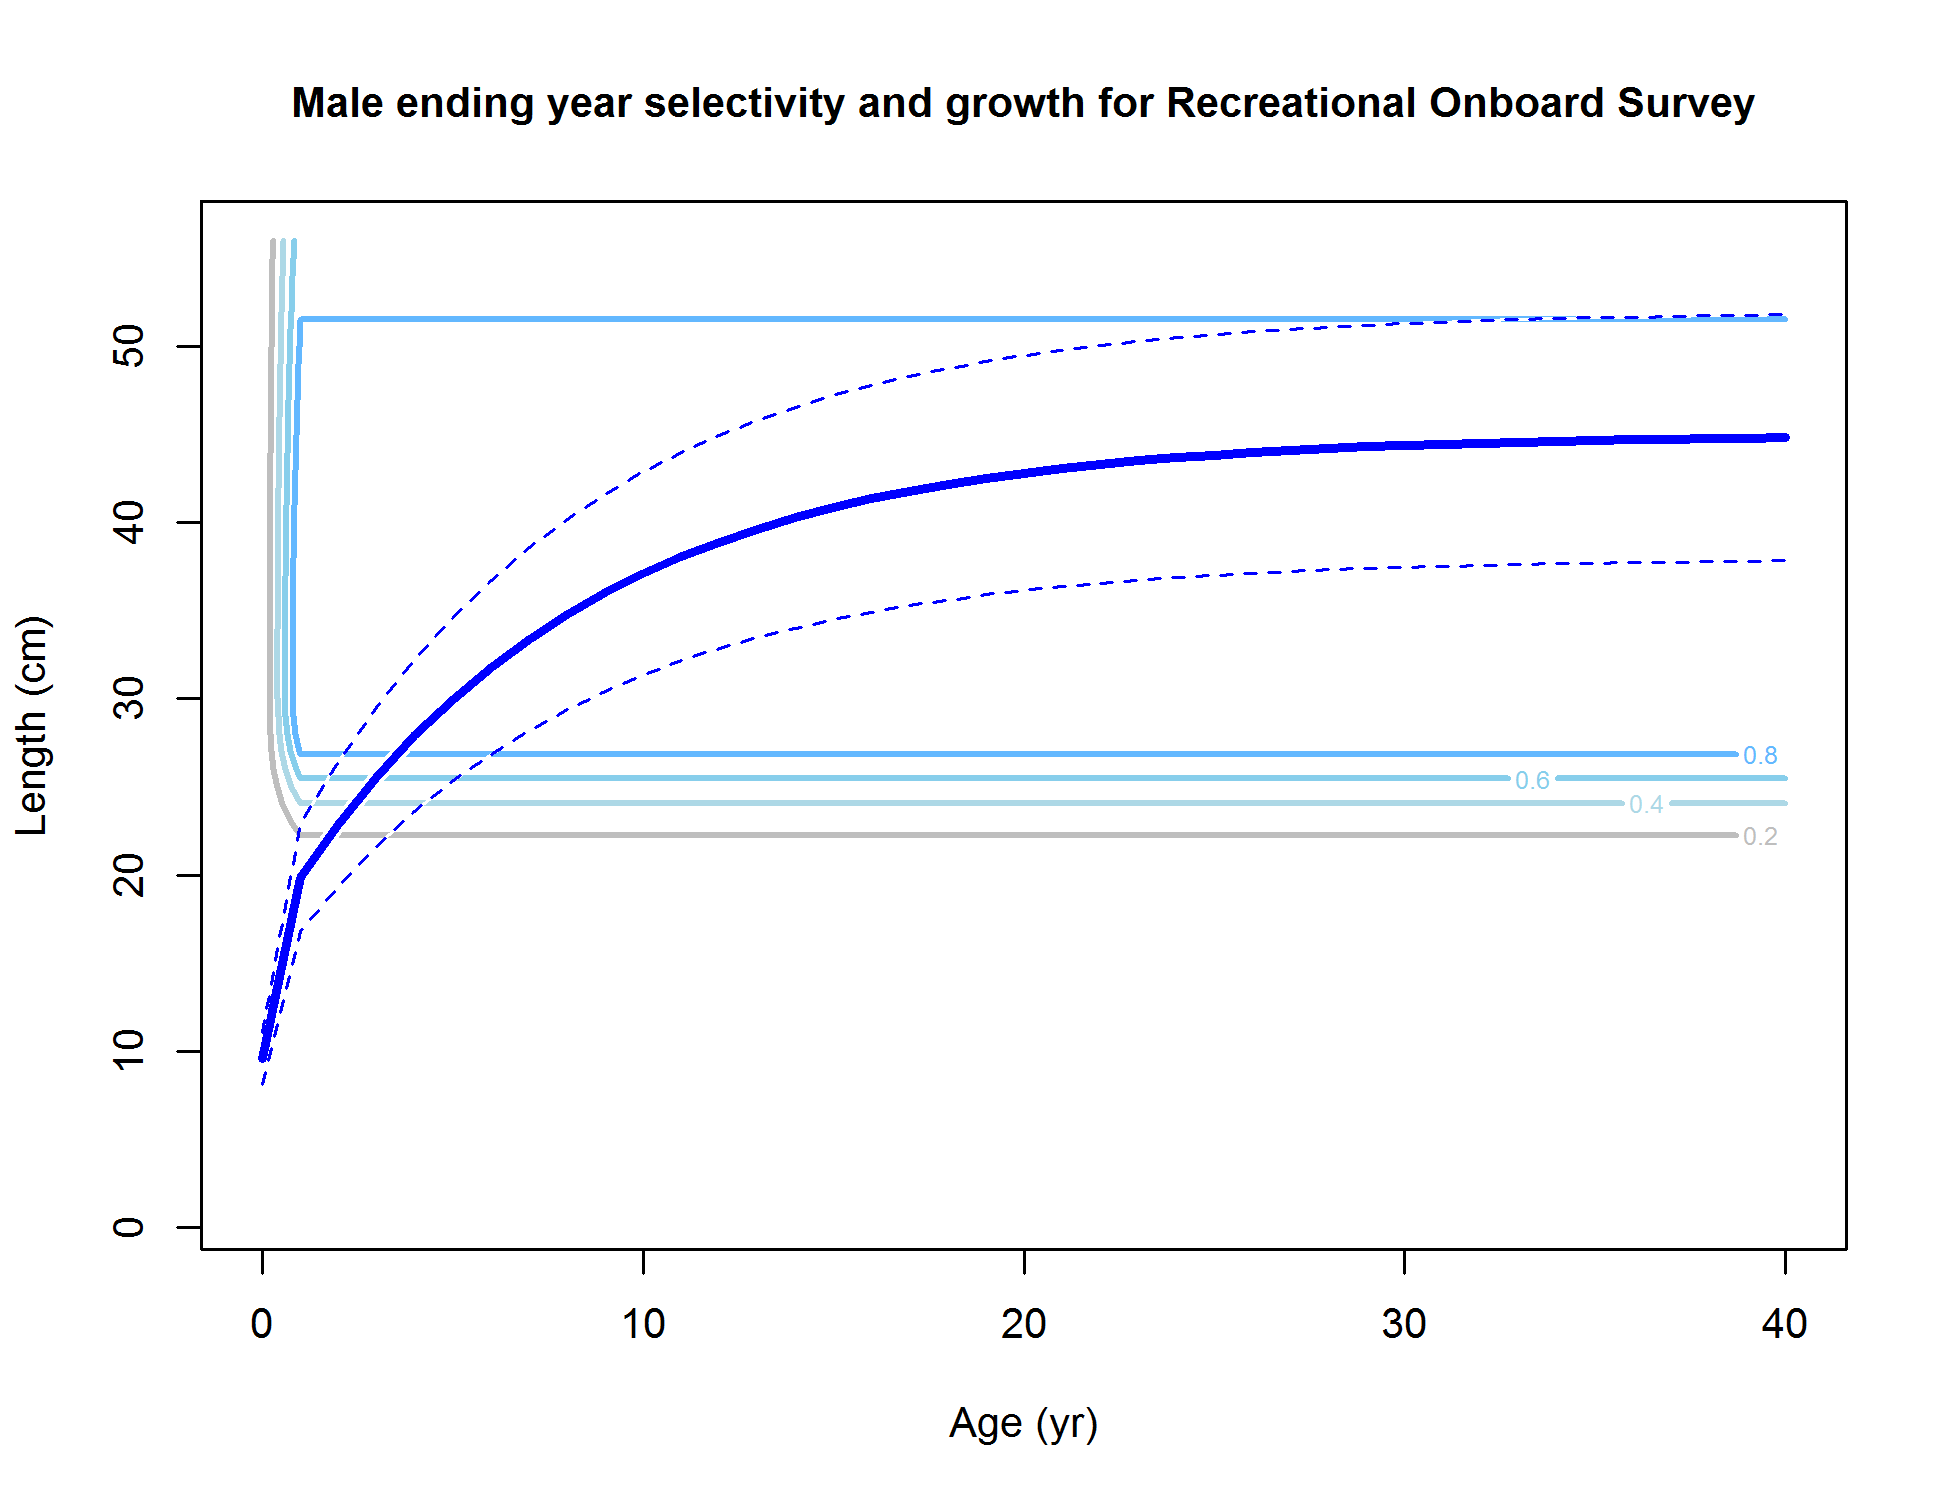 Male ending year selectivity and growth for Recreational Onboard Survey
Length (cm)
50
40
30
20
10
0
0.8
0.6
0.4
0.2
0 10 20 30 40
Age (yr)